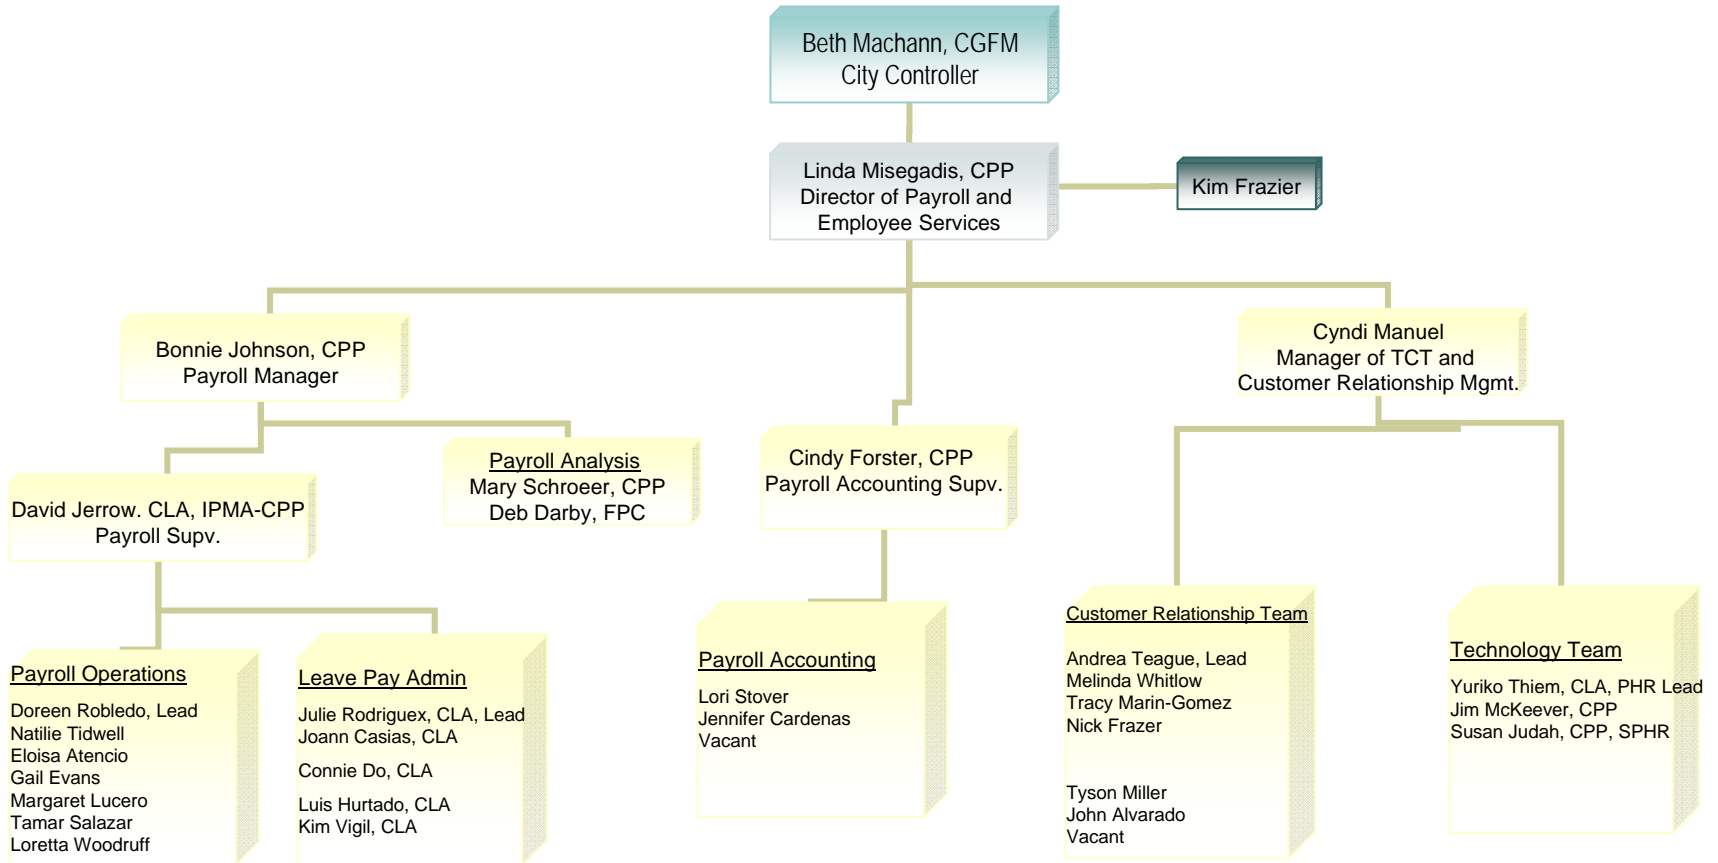 Beth Machann, CGFM
City Controller
Linda Misegadis, CPP
Director of Payroll and
Employee Services
Kim Frazier
Bonnie Johnson, CPP
Payroll Manager
Cyndi Manuel
Manager of TCT and
Customer Relationship Mgmt.
David Jerrow. CLA, IPMA-CPP
Payroll Supv.
Payroll Analysis
Mary Schroeer, CPP
Deb Darby, FPC
Cindy Forster, CPP
Payroll Accounting Supv.
Payroll Operations
Doreen Robledo, Lead
Natilie Tidwell
Eloisa Atencio
Gail Evans
Margaret Lucero
Tamar Salazar
Loretta Woodruff
Leave Pay Admin
Julie Rodriguex, CLA, Lead
Joann Casias, CLA
Connie Do, CLA
Luis Hurtado, CLA
Kim Vigil, CLA
Payroll Accounting
Lori Stover
Jennifer Cardenas
Vacant
Customer Relationship Team
Andrea Teague, Lead
Melinda Whitlow
Tracy Marin-Gomez
Nick Frazer
Tyson Miller
John Alvarado
Vacant
Technology Team
Yuriko Thiem, CLA, PHR Lead
Jim McKeever, CPP
Susan Judah, CPP, SPHR